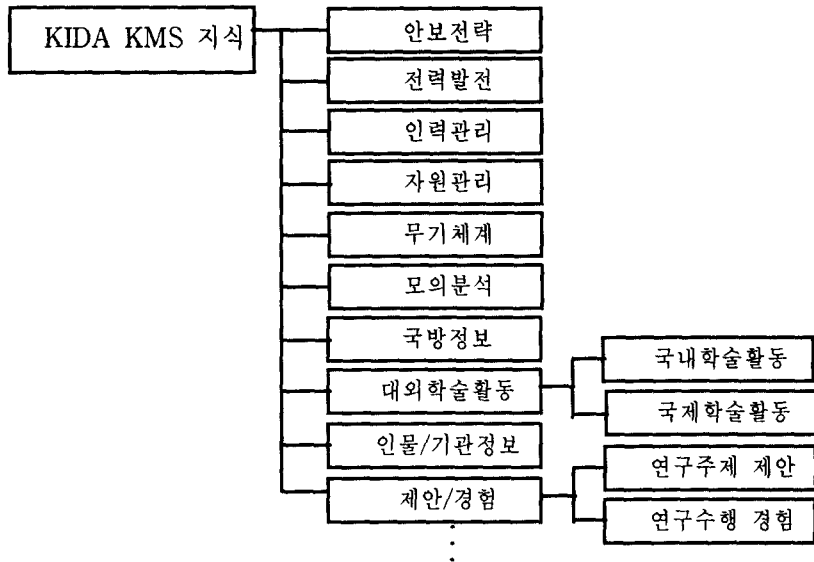 KIDA KMS 지식
안보전략
전력발전
인력관리
자원관리
무기체계
모의분석
국방정보
대외학술활동
국내학술활동
국제학술활동
인물/기관정보
제안/경험
연구주제 제안
연구수행 경험